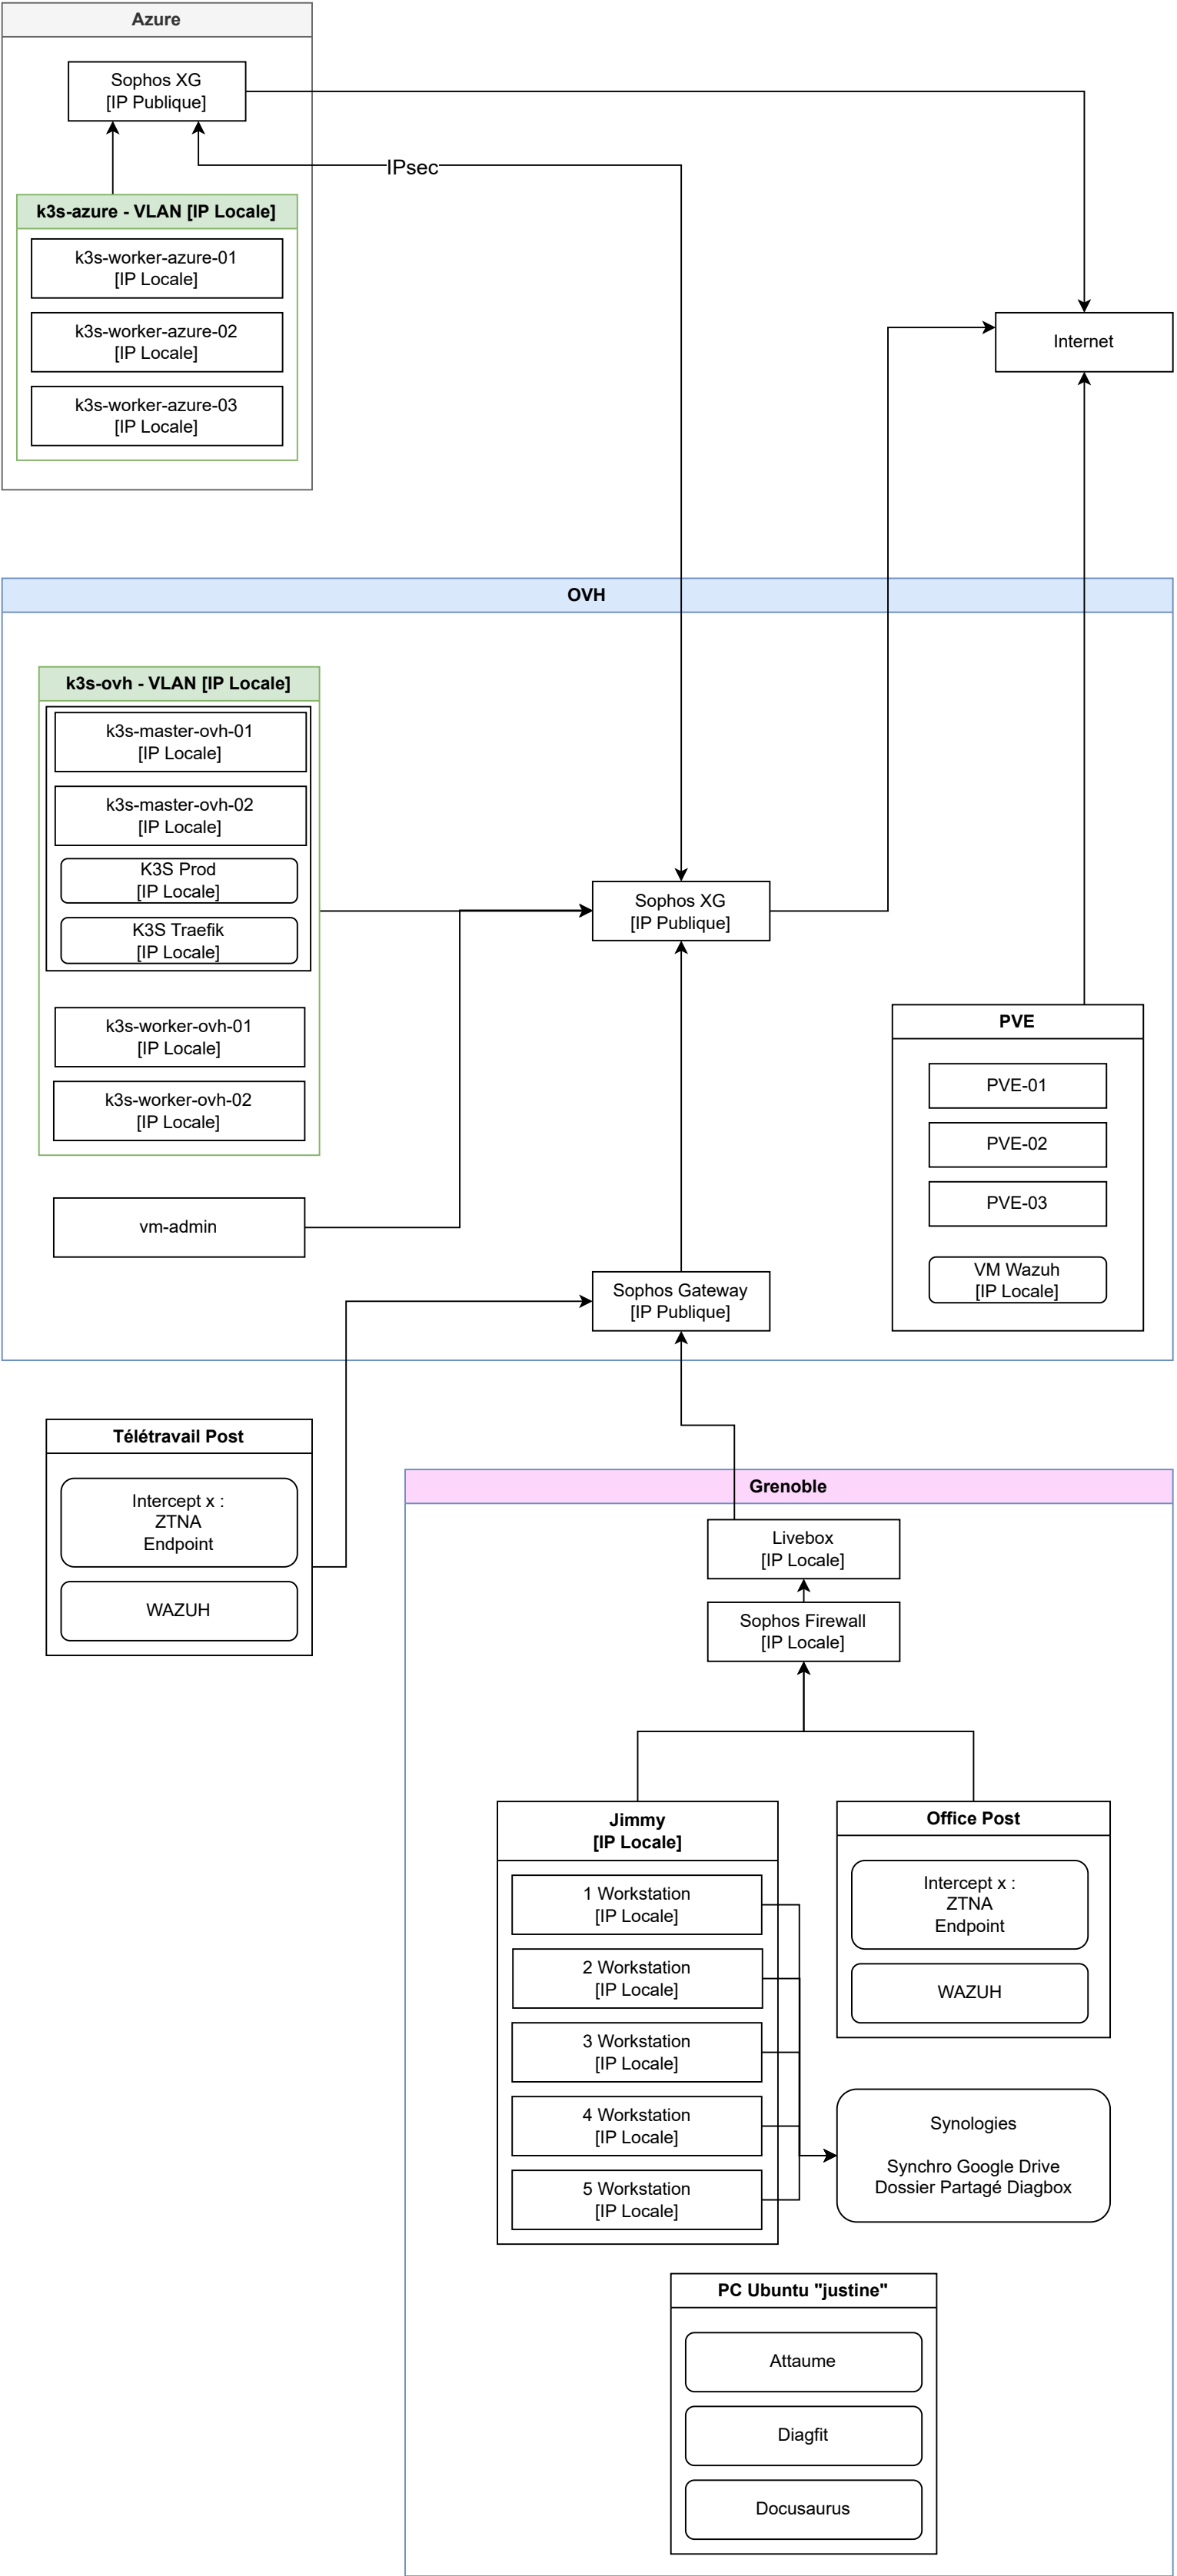 Azure
Sophos XG
[IP Publique]
IPsec
k3s-azure - VLAN [IP Locale]
k3s-worker-azure-01
[IP Locale]
k3s-worker-azure-02
[IP Locale]
k3s-worker-azure-03
[IP Locale]
Internet
OVH
k3s-ovh - VLAN [IP Locale]
k3s-master-ovh-01
[IP Locale]
k3s-master-ovh-02
[IP Locale]
K3S Prod
[IP Locale]
K3S Traefik
[IP Locale]
k3s-worker-ovh-01
[IP Locale]
k3s-worker-ovh-02
[IP Locale]
vm-admin
Sophos XG
[IP Publique]
Sophos Gateway
[IP Publique]
PVE
PVE-01
PVE-02
PVE-03
VM Wazuh
[IP Locale]
Télétravail Post
Intercept x :
ZTNA
Endpoint
WAZUH
Grenoble
Livebox
[IP Locale]
Sophos Firewall
[IP Locale]
Jimmy
[IP Locale]
1 Workstation
[IP Locale]
2 Workstation
[IP Locale]
3 Workstation
[IP Locale]
4 Workstation
[IP Locale]
5 Workstation
[IP Locale]
Office Post
Intercept x :
ZTNA
Endpoint
WAZUH
Synologies
Synchro Google Drive
Dossier Partagé Diagbox
PC Ubuntu "justine"
Attaume
Diagfit
Docusaurus